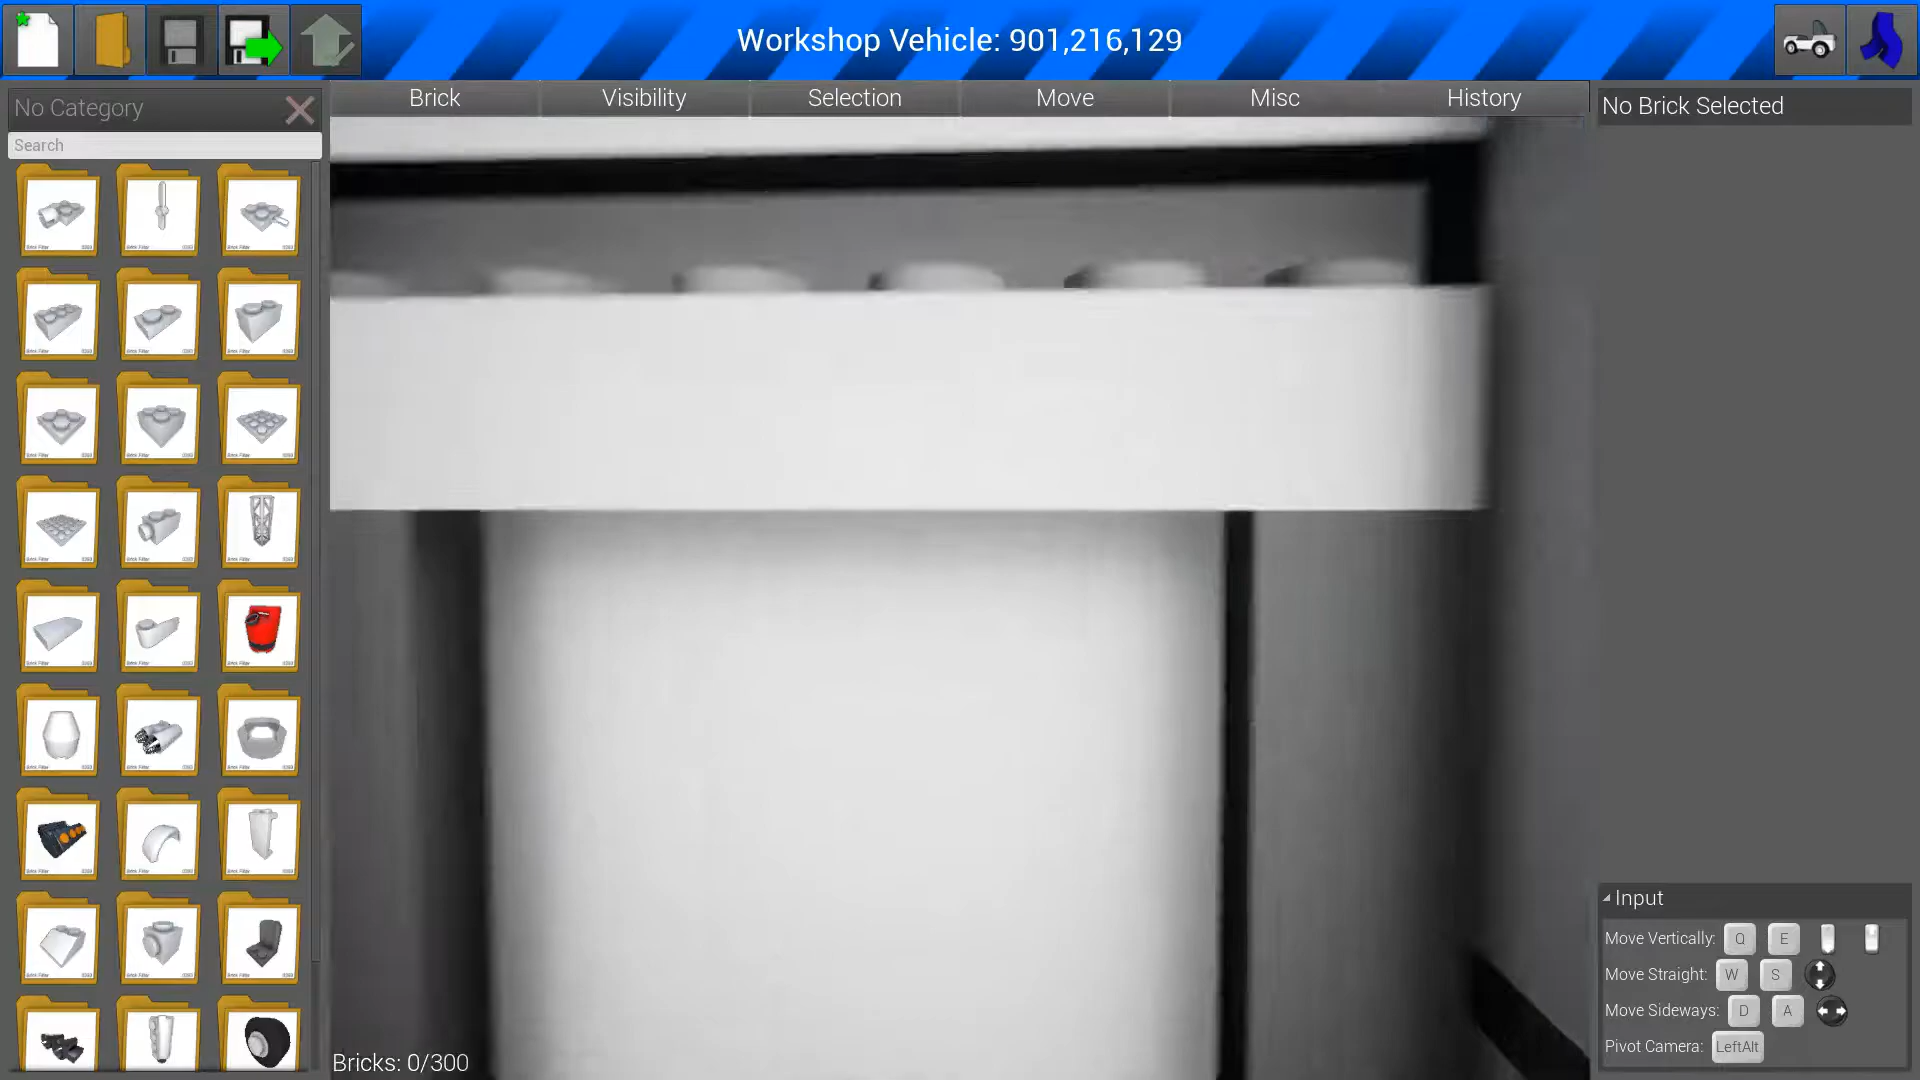 Workshop Vehicle: 901,216,129
Brick
Visibility
Selection
Move
Misc
History
No Category
Search
No Brick Selected
Bricks: 0/300
Input
Move Vertically: Q E
Move Straight: W S
Move Sideways: D A
Pivot Camera: LeftAlt